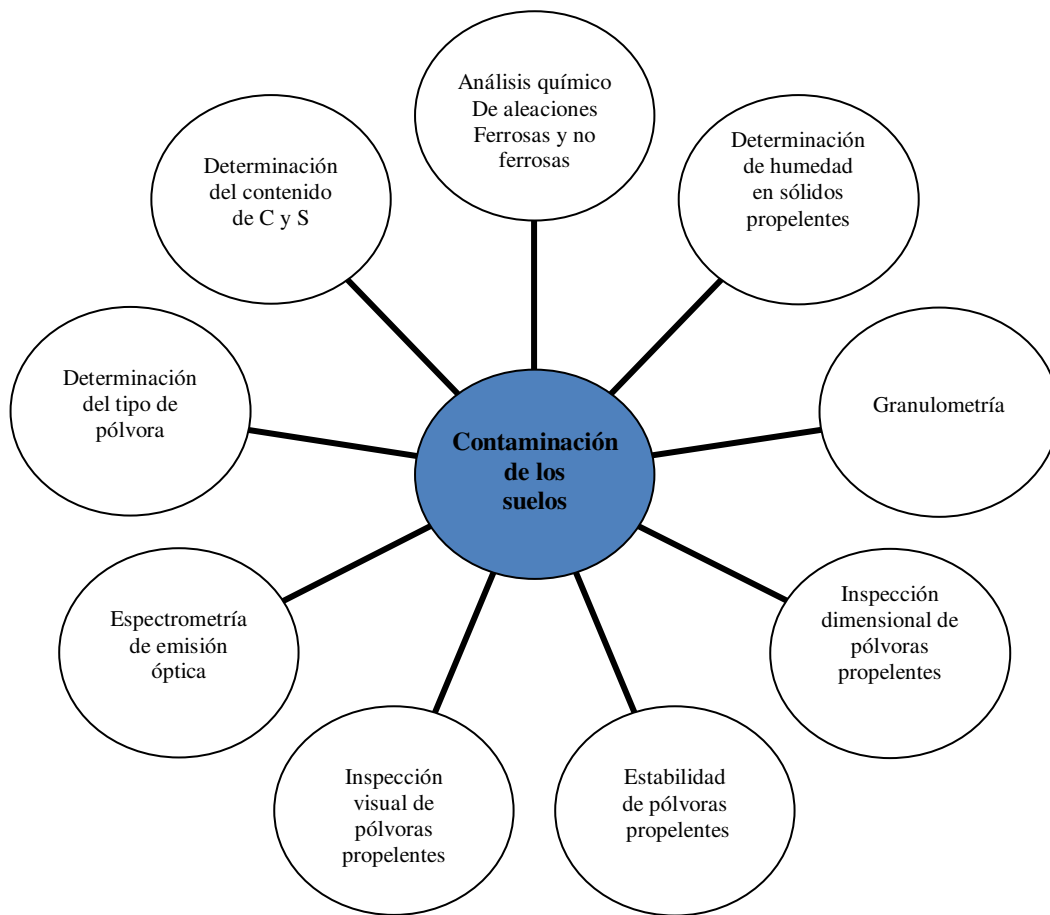 Análisis químico
De aleaciones
Ferrosas y no
ferrosas
Determinación
de humedad
en sólidos
propelentes
Granulometría
Inspección
dimensional de
pólvoras
propelentes
Estabilidad
de pólvoras
propelentes
Inspección
visual de
pólvoras
propelentes
Espectrometría
de emisión
óptica
Determinación
del tipo de
pólvora
Determinación
del contenido
de C y S
Contaminación
de los
suelos